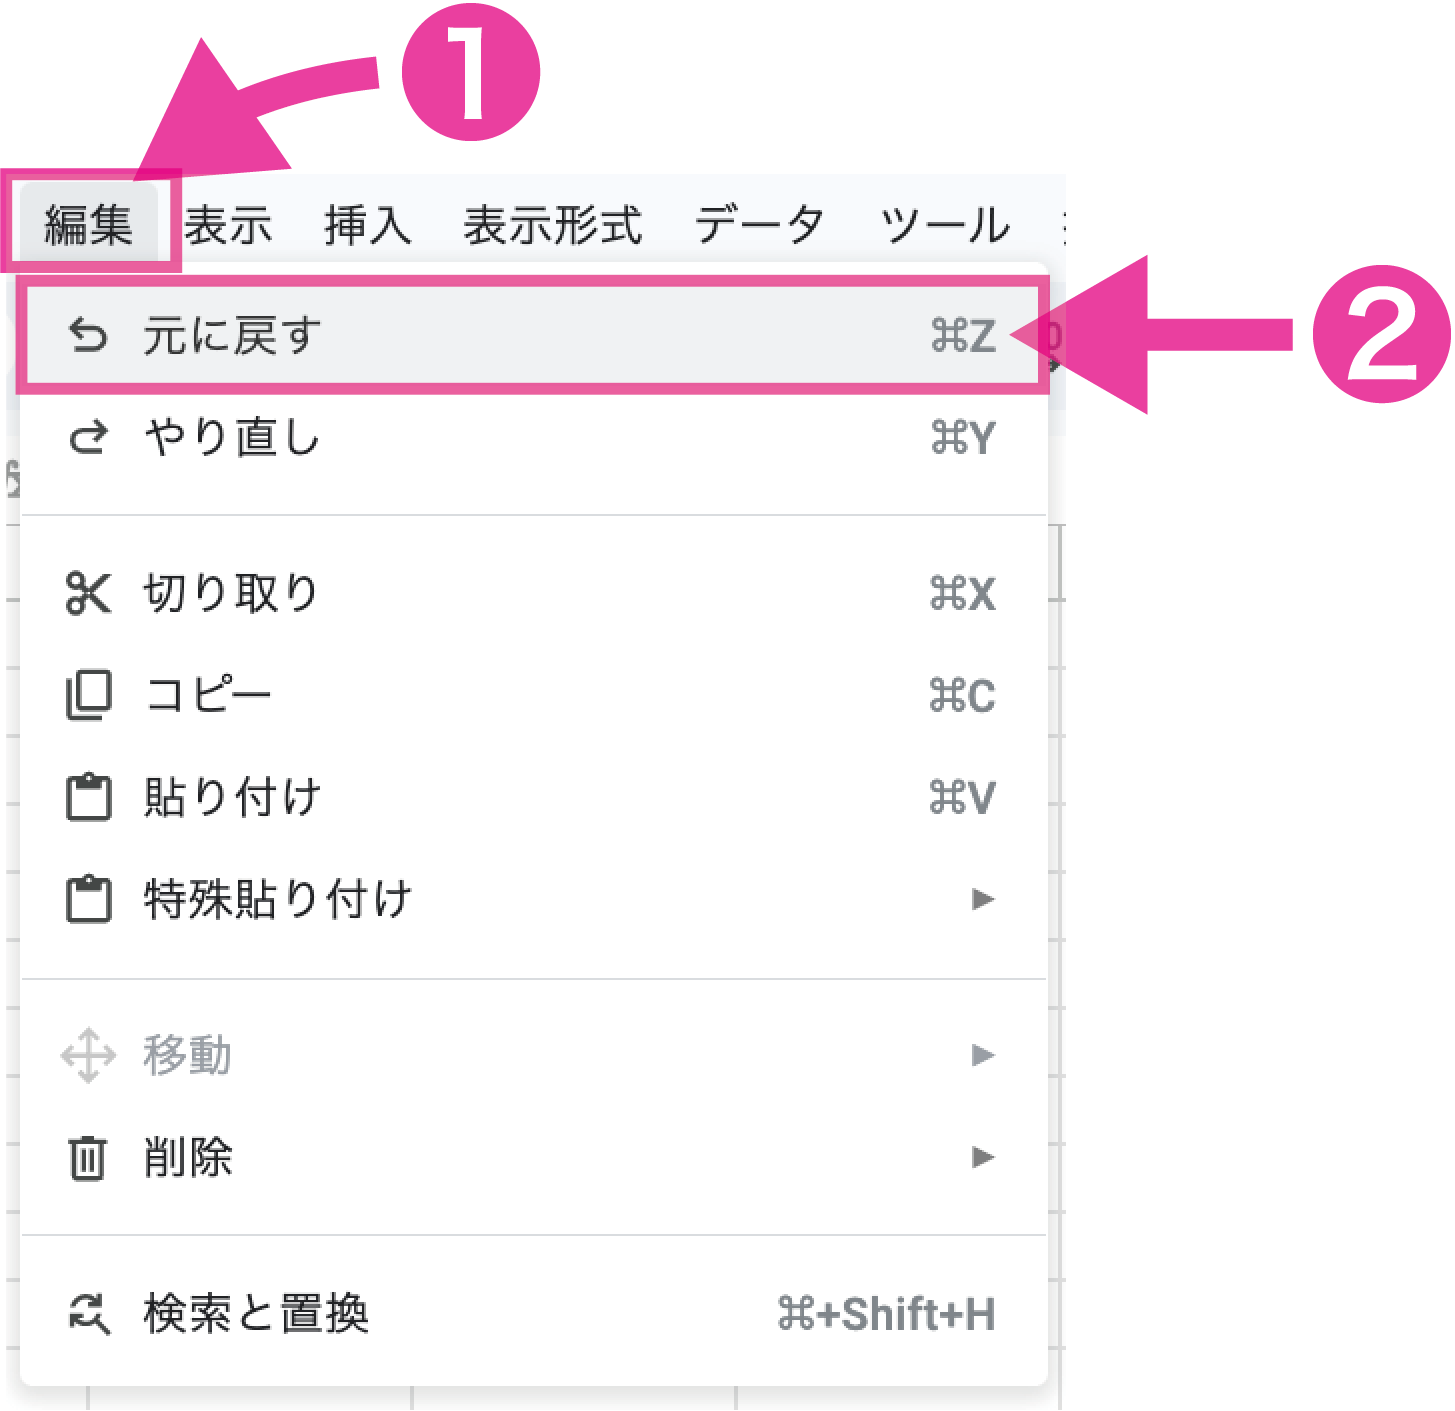 1
編集 表示 挿入 表示形式 データ ツール
元に戻す ⌘Z
2
やり直し ⌘Y
切り取り ⌘X
コピー ⌘C
貼り付け ⌘V
特殊貼り付け ►
移動 ►
削除 ►
検索と置換 ⌘+Shift+H